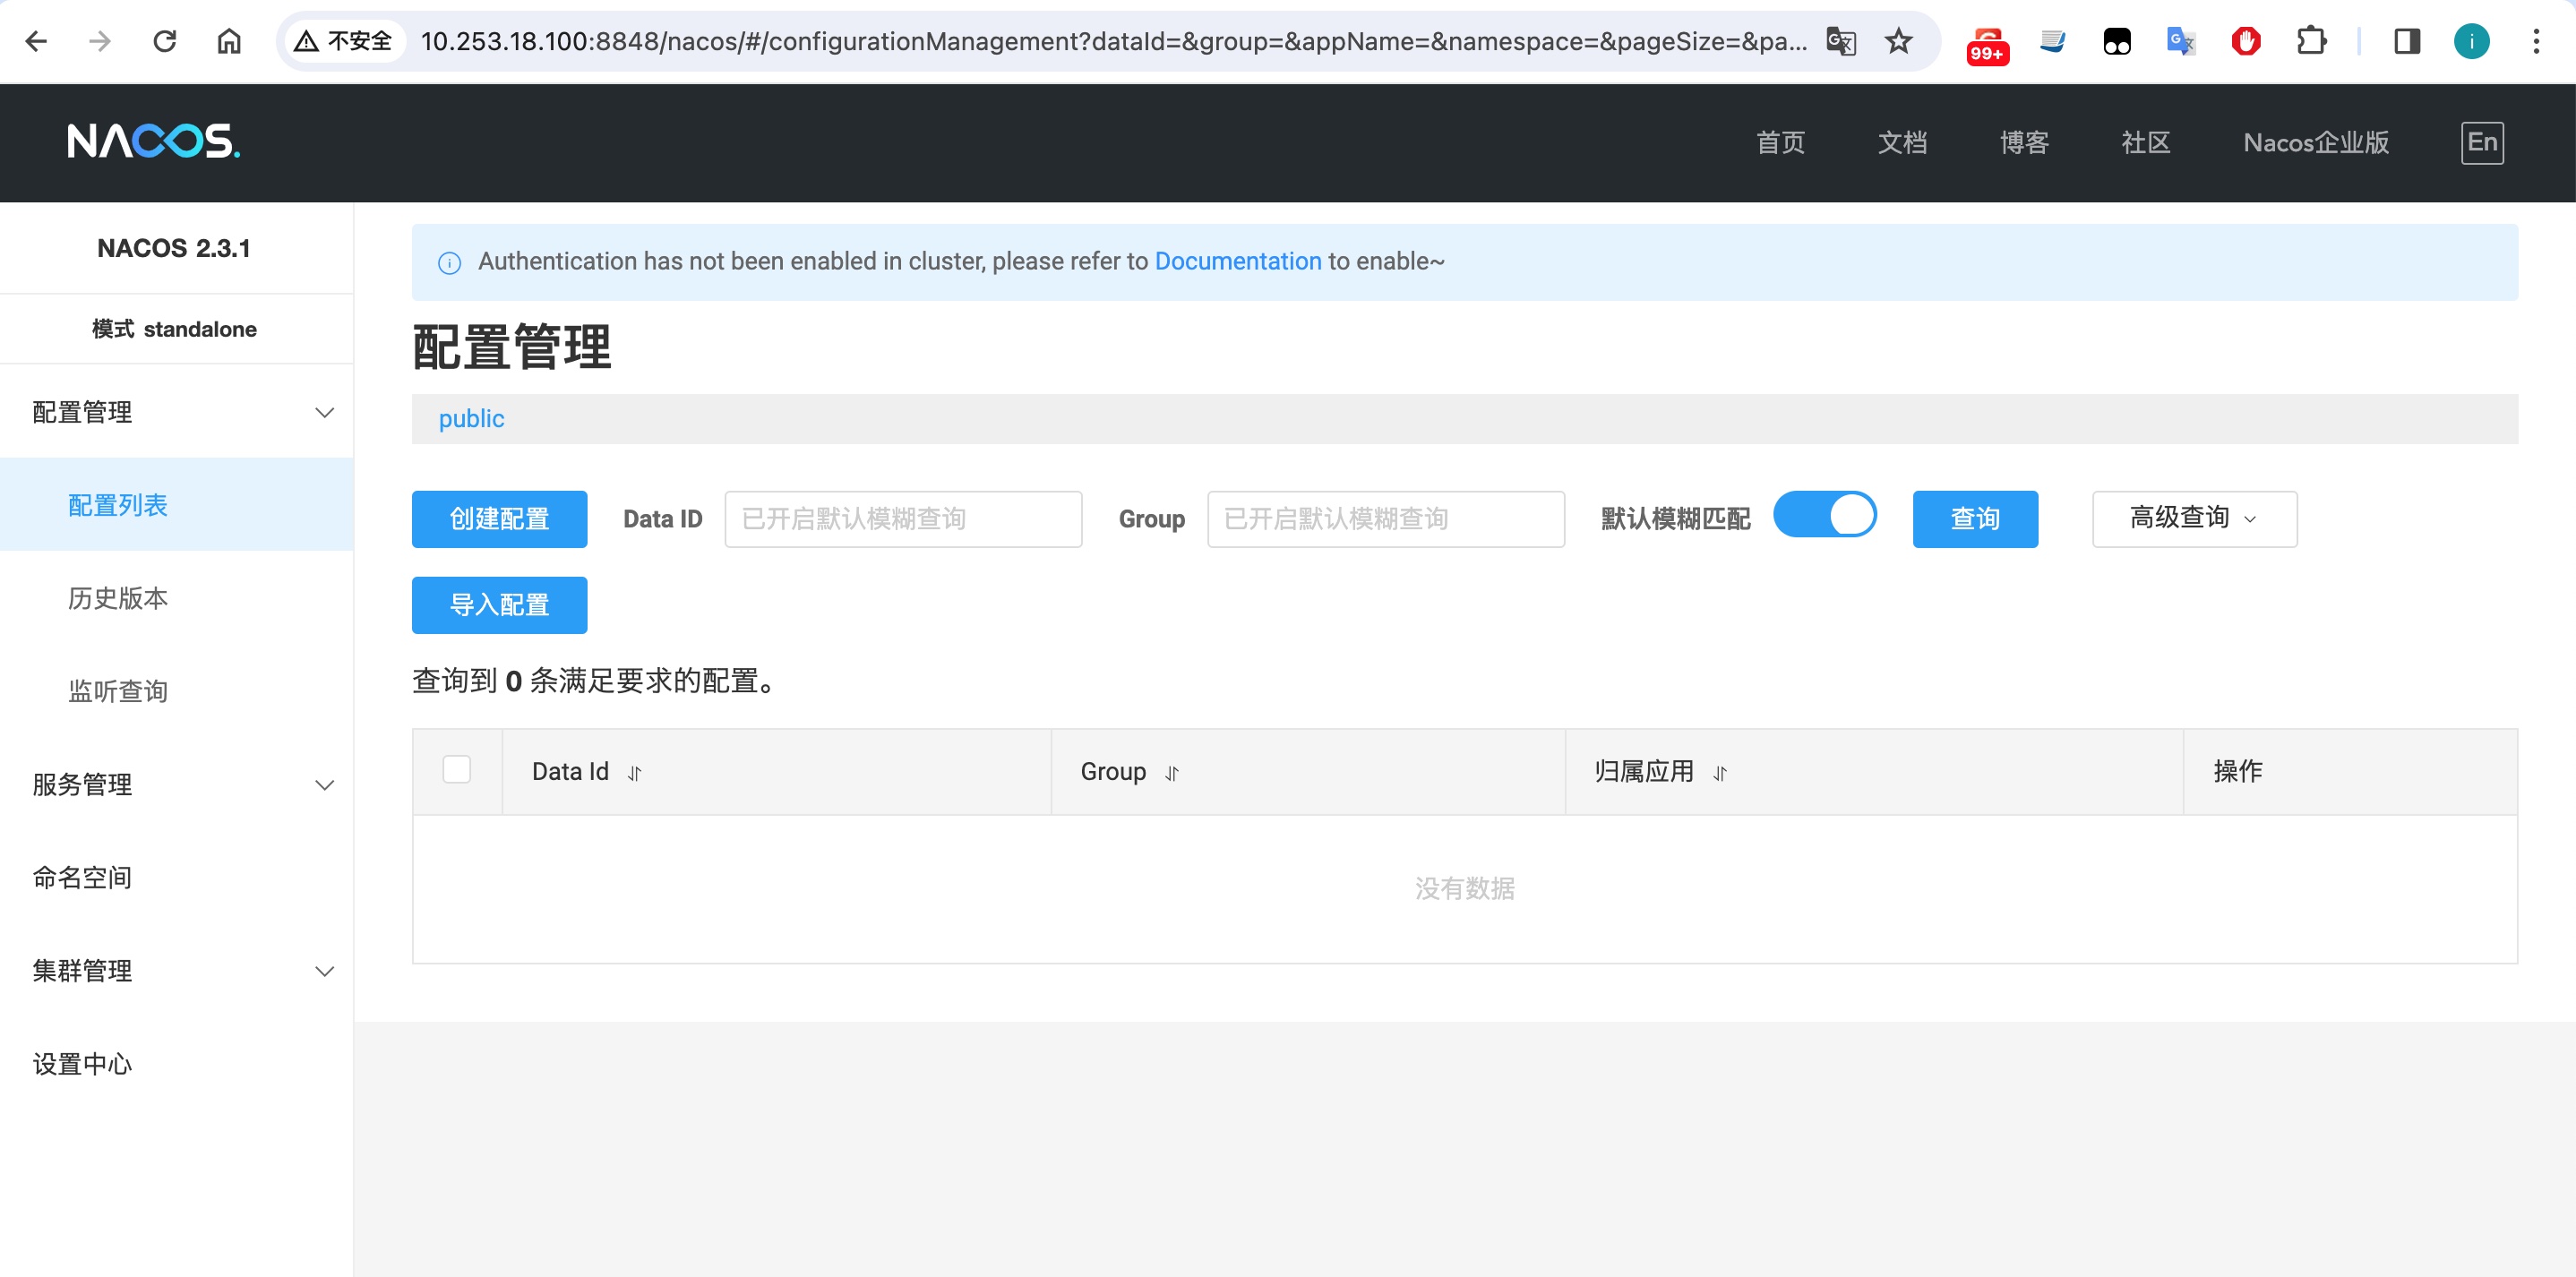 不安全 10.253.18.100:8848/nacos/#/configurationManagement?dataId=&group=&appName=&namespace=&pageSize=&pa...
99+
i
NACOS.
首页 文档 博客 社区 Nacos企业版 En
NACOS 2.3.1
模式 standalone
配置管理
配置列表
历史版本
监听查询
服务管理
命名空间
集群管理
设置中心
Authentication has not been enabled in cluster, please refer to Documentation to enable~
配置管理
public
创建配置 Data ID 已开启默认模糊查询 Group 已开启默认模糊查询 默认模糊匹配 查询 高级查询
导入配置
查询到 0 条满足要求的配置。
Data Id Group 归属应用 操作
没有数据